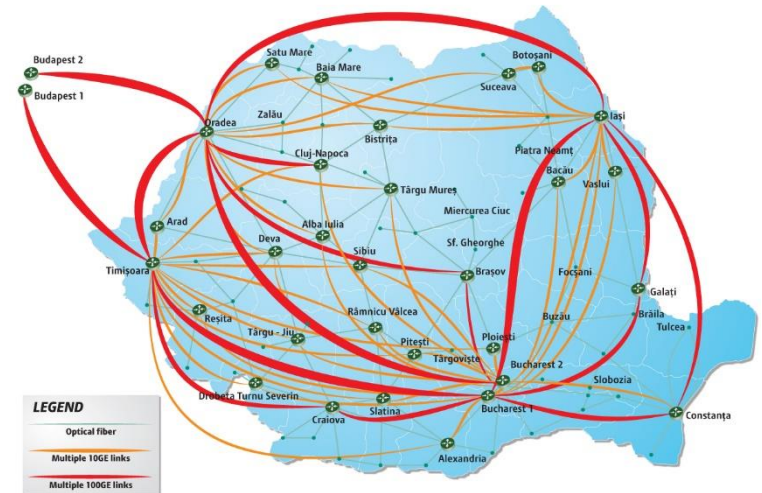 Budapest 2
Budapest 1
Satu Mare
Baia Mare
Botoșani
Suceava
Oradea
Zalău
Iași
Bistrița
Cluj-Napoca
Piatra Neamț
Bacău
Vaslui
Târgu Mureș
Miercurea Ciuc
Arad
Alba Iulia
Deva
Sibiu
Sf. Gheorghe
Timișoara
Brașov
Focșani
Galați
Reșița
Râmnicu Vâlcea
Buzău
Brăila
Tulcea
Târgu - Jiu
Pitești
Ploiești
Târgoviște
Bucharest 2
Slobozia
Drobeta Turnu Severin
Slatina
Bucharest 1
Craiova
Constanța
Alexandria
LEGEND
Optical fiber
Multiple 10GE links
Multiple 100GE links